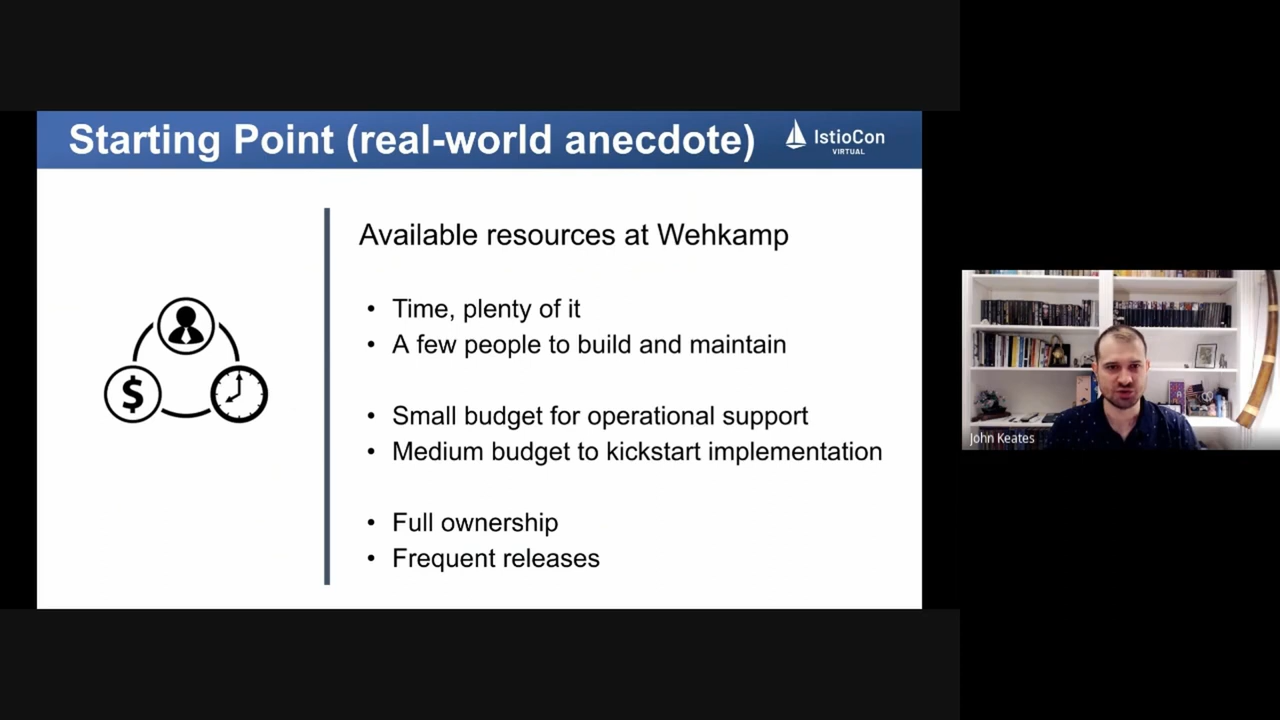 Starting Point (real-world anecdote)
IstioCon
VIRTUAL
Available resources at Wehkamp
• Time, plenty of it
• A few people to build and maintain
• Small budget for operational support
• Medium budget to kickstart implementation
• Full ownership
• Frequent releases
$
John Keates